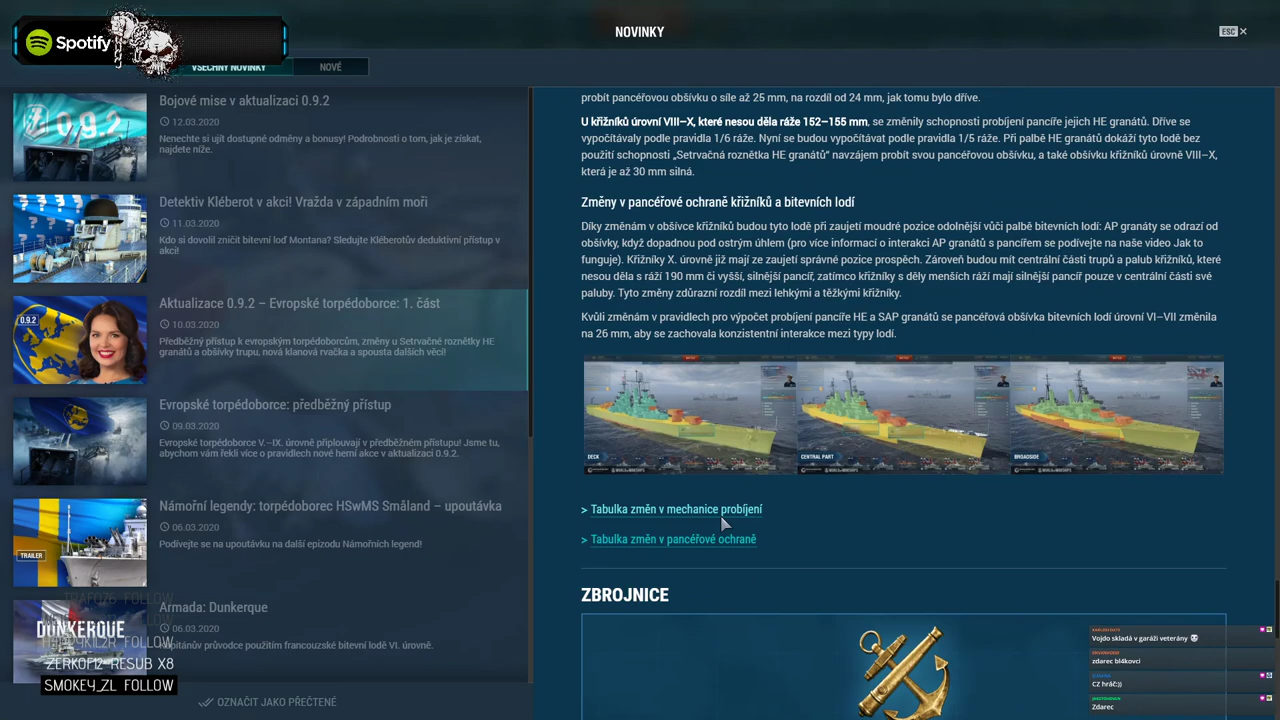 Spotify
NOVINKY
ESC
VŠECHNY NOVINKY
NOVÉ
0.9.2
Bojové mise v aktualizaci 0.9.2
12.03.2020
Nenechte si ujít dostupné odměny a bonusy! Podrobnosti o tom, jak je získat,
najdete níže.
Detektiv Kléberot v akci! Vražda v západním moři
11.03.2020
Kdo si dovolil zničit bitevní loď Montana? Sledujte Kléberotův deduktivní přístup v
akci!
0.9.2
Aktualizace 0.9.2 – Evropské torpédoborce: 1. část
10.03.2020
Předběžný přístup k evropským torpédoborcům, změny u Setrvačné roznětky HE
granátů a obšívky trupu, nová klanová rvačka a spousta dalších věcí!
Evropské torpédoborce: předběžný přístup
09.03.2020
Evropské torpédoborce V.–IX. úrovně připlouvají v předběžném přístupu! Jsme tu,
abychom vám řekli více o pravidlech nové herní akce v aktualizaci 0.9.2.
TRAILER
Námořní legendy: torpédoborec HSwMS Småland – upoutávka
06.03.2020
Podívejte se na upoutávku na další epizodu Námořních legend!
DUNKERQUE
Armada: Dunkerque
06.03.2020
Kapitánův průvodce použitím francouzské bitevní lodě VI. úrovně.
ZERKOF12 RESUB X8
SMOKEY_ZL FOLLOW
OZNAČIT JAKO PŘEČTENÉ
probít pancéřovou obšívku o síle až 25 mm, na rozdíl od 24 mm, jak tomu bylo dříve.
U křižníků úrovní VIII–X, které nesou děla ráže 152–155 mm, se změnily schopnosti probíjení pancíře jejich HE granátů. Dříve se
vypočítávaly podle pravidla 1/6 ráže. Nyní se budou vypočítávat podle pravidla 1/5 ráže. Při palbě HE granátů dokáží tyto lodě bez
použití schopnosti „Setrvačná roznětka HE granátů" navzájem probít svou pancéřovou obšívku, a také obšívku křižníků úrovně VIII–X,
která je až 30 mm silná.
Změny v pancéřové ochraně křižníků a bitevních lodí
Díky změnám v obšívce křižníků budou tyto lodě při zaujetí moudré pozice odolnější vůči palbě bitevních lodí: AP granáty se odrazí od
obšívky, když dopadnou pod ostrým úhlem (pro více informací o interakci AP granátů s pancířem se podívejte na naše video Jak to
funguje). Křižníky X. úrovně již mají ze zaujetí správné pozice prospěch. Zároveň budou mít centrální části trupů a palub křižníků, které
nesou děla s ráží 190 mm či vyšší, silnější pancíř, zatímco křižníky s děly menších ráží mají silnější pancíř pouze v centrální části své
paluby. Tyto změny zdůrazní rozdíl mezi lehkými a těžkými křižníky.
Kvůli změnám v pravidlech pro výpočet probíjení pancíře HE a SAP granátů se pancéřová obšívka bitevních lodí úrovní VI–VII změnila
na 26 mm, aby se zachovala konzistentní interakce mezi typy lodí.
DECK
CENTRAL PART
BROADSIDE
> Tabulka změn v mechanice probíjení
> Tabulka změn v pancéřové ochraně
ZBROJNICE
Vojdo skladá v garáži veterány
zdarec bl4kovci
CZ hráč:))
Zdarec